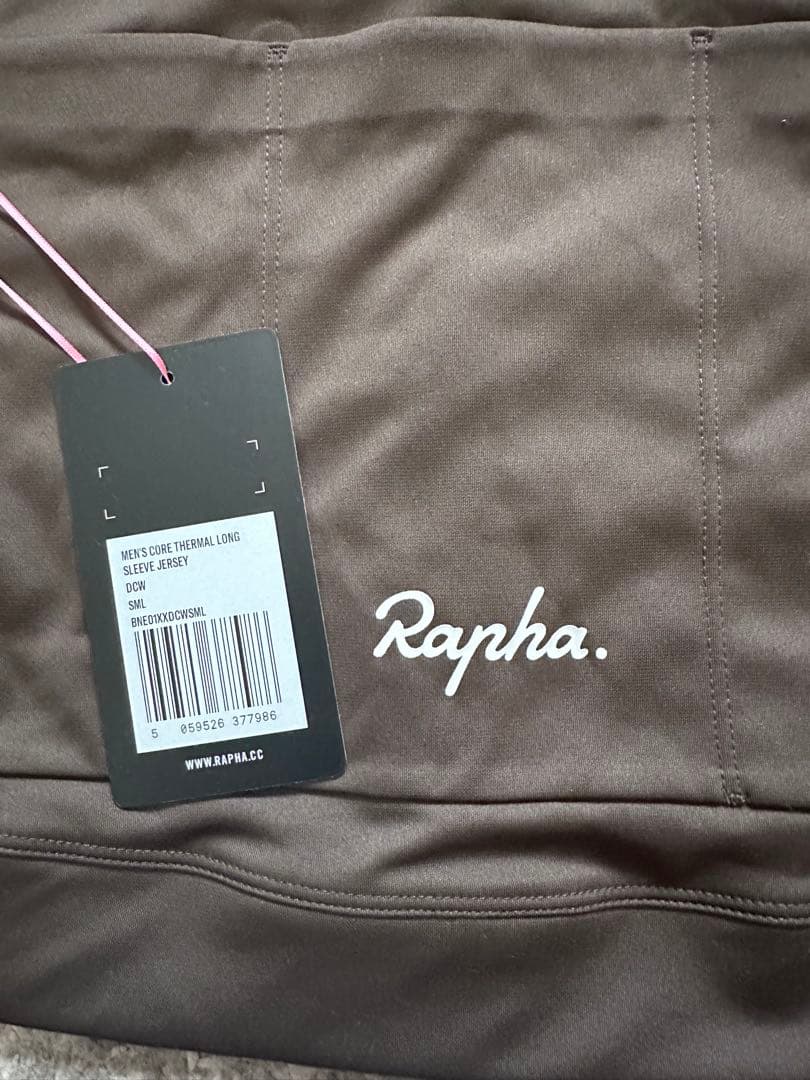 MEN'S CORE THERMAL LONG
SLEEVE JERSEY
DCW
SML
BNE01XXDCWSML
5 059526 377986
WWW.RAPHA.CC
Rapha.